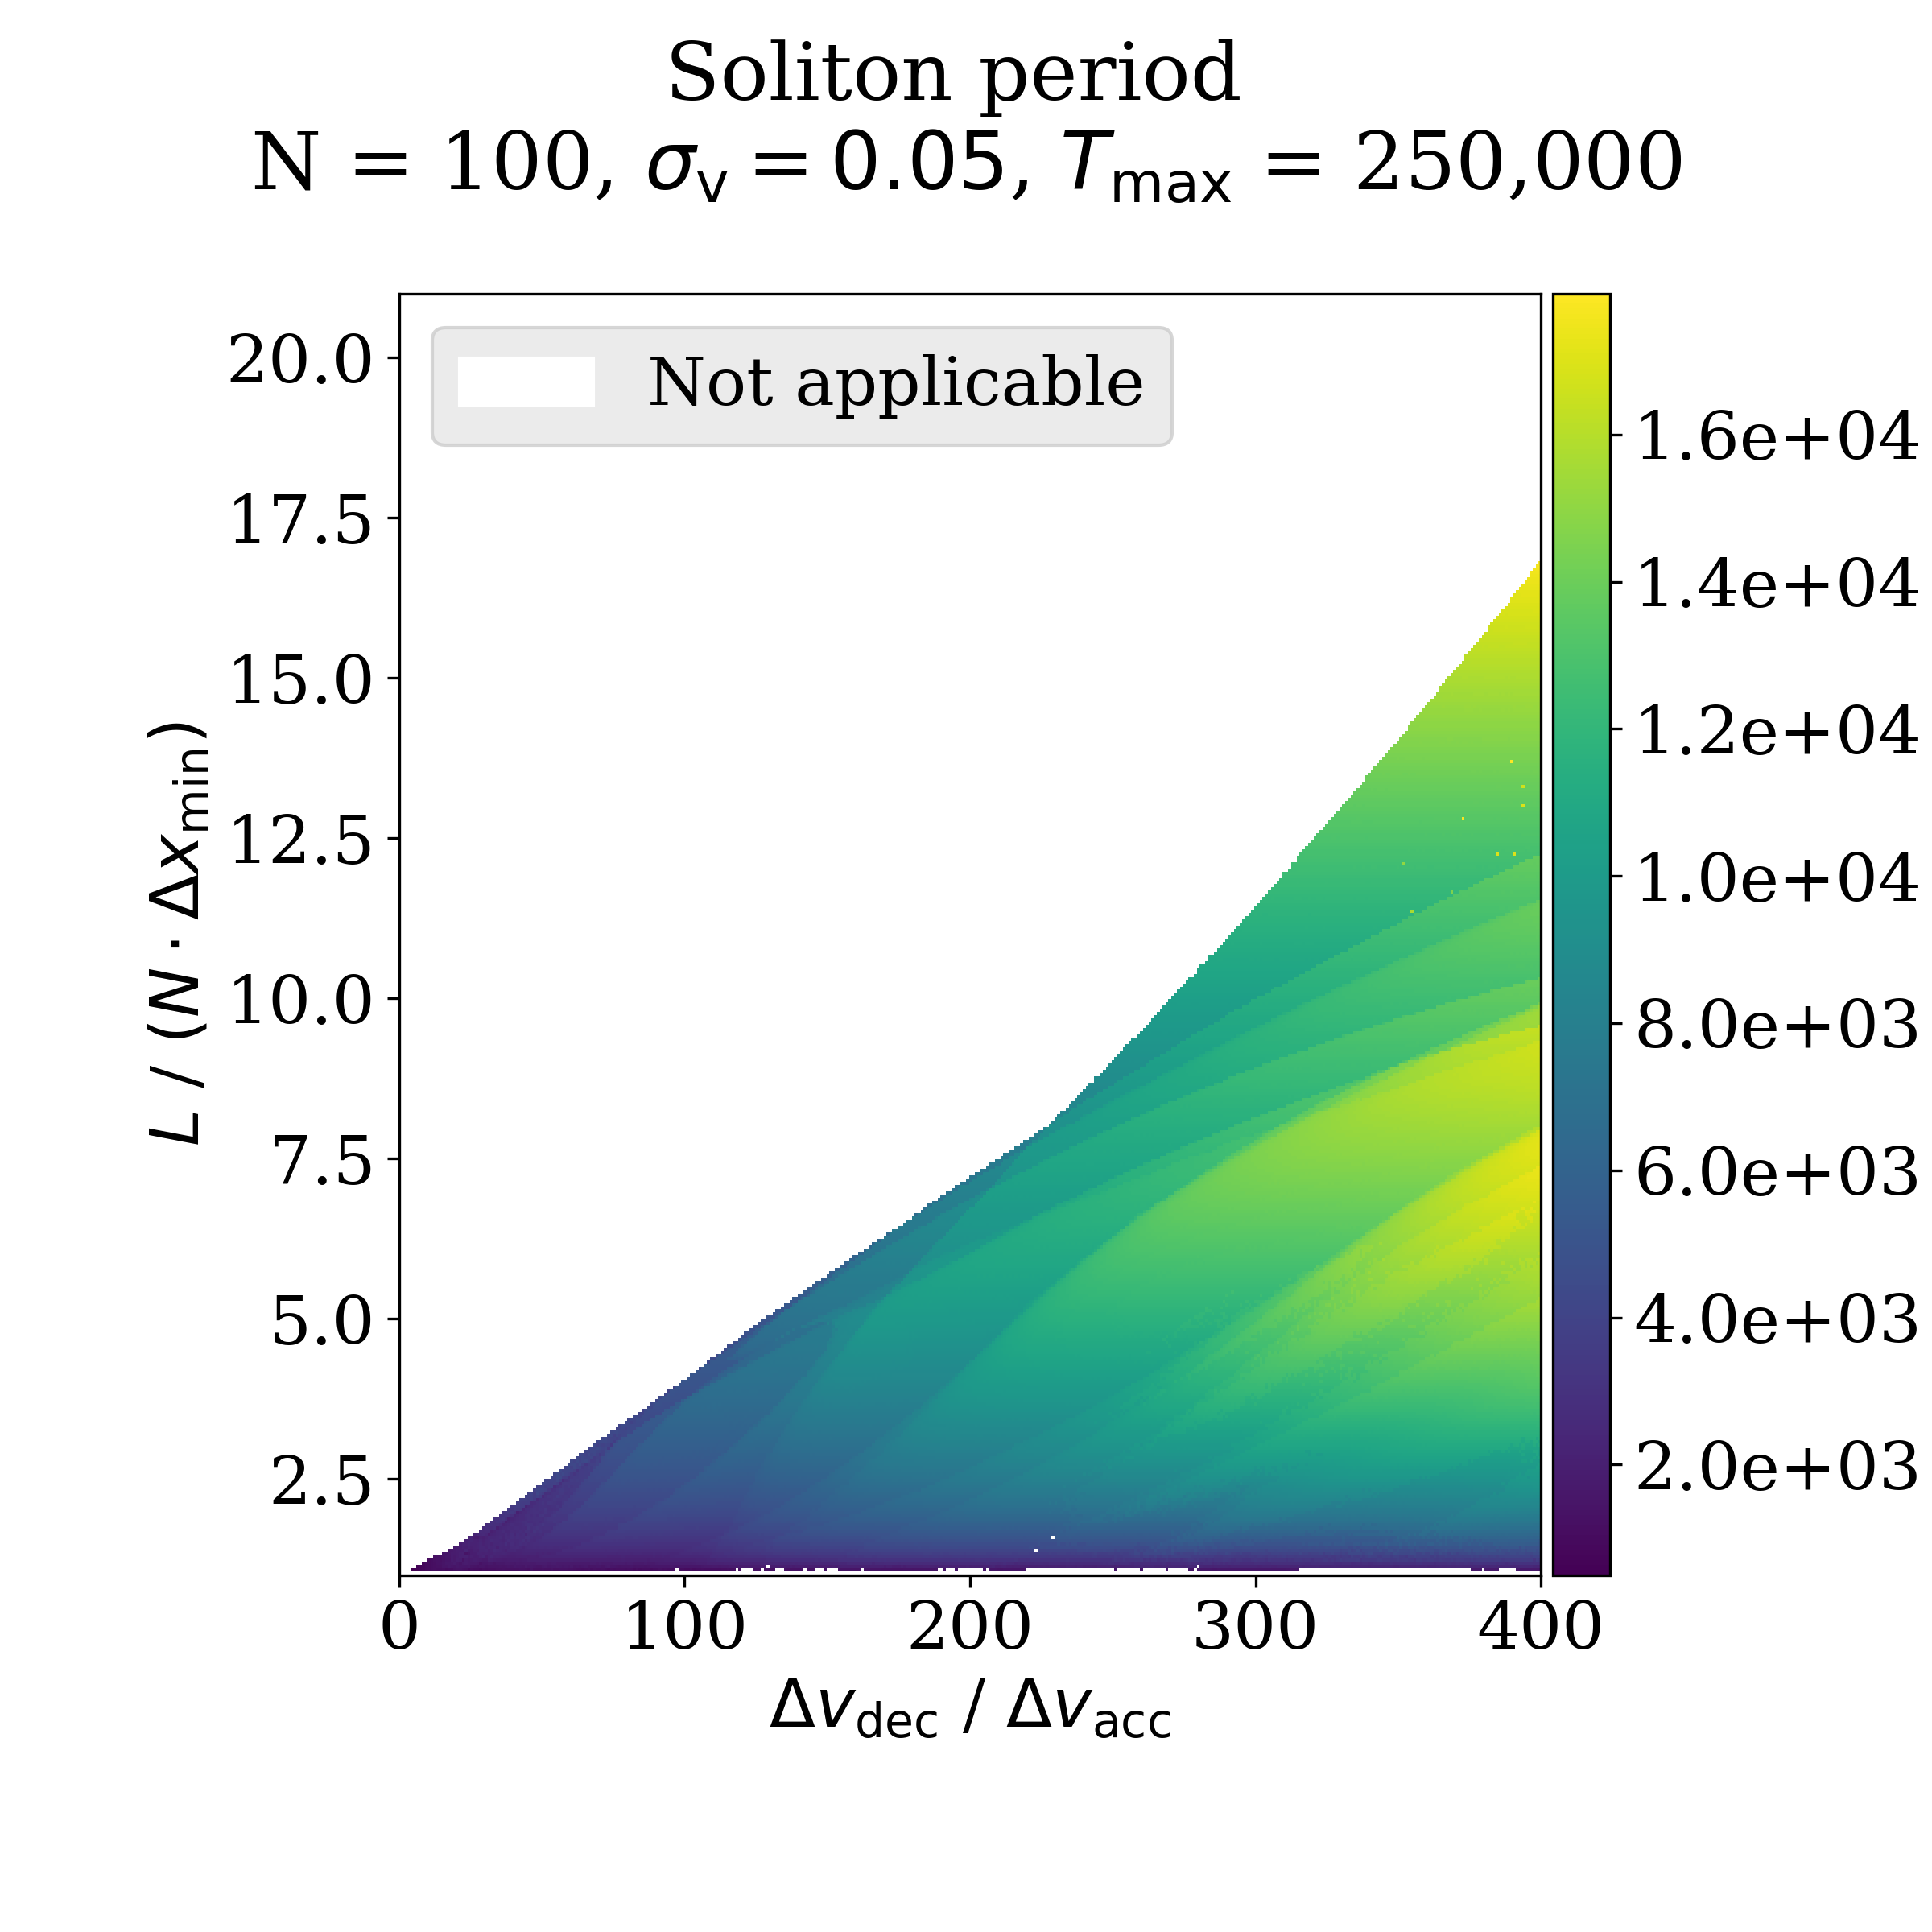 Soliton period
N = 100, σv = 0.05, Tmax = 250,000
Not applicable
20.0
17.5
15.0
12.5
10.0
7.5
5.0
2.5
L / (N · Δxmin)
0 100 200 300 400
Δvdec / Δvacc
1.6e+04
1.4e+04
1.2e+04
1.0e+04
8.0e+03
6.0e+03
4.0e+03
2.0e+03